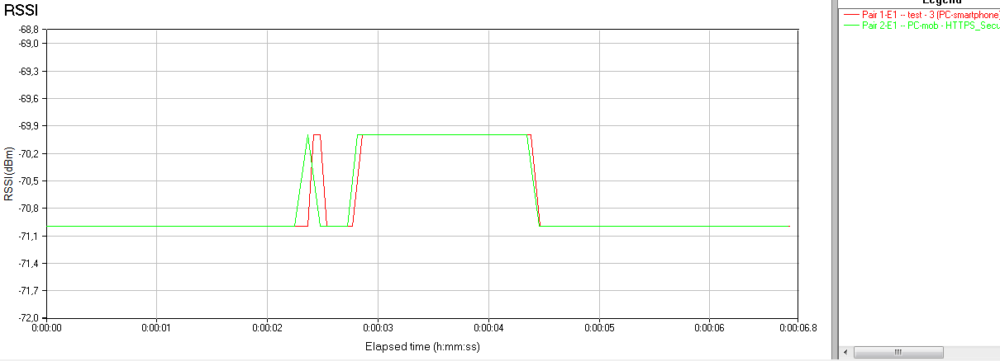 RSSI
Legend
Pair 1-E1 -- test - 3 (PC-smartphone)
Pair 2-E1 -- PC-mob - HTTPS_Secu
-68,8
-69,0
-69,3
-69,6
-69,9
-70,2
-70,5
-70,8
-71,1
-71,4
-71,7
-72,0
RSSI(dBm)
0:00:00 0:00:01 0:00:02 0:00:03 0:00:04 0:00:05 0:00:06 0:00:06.8
Elapsed time (h:mm:ss)